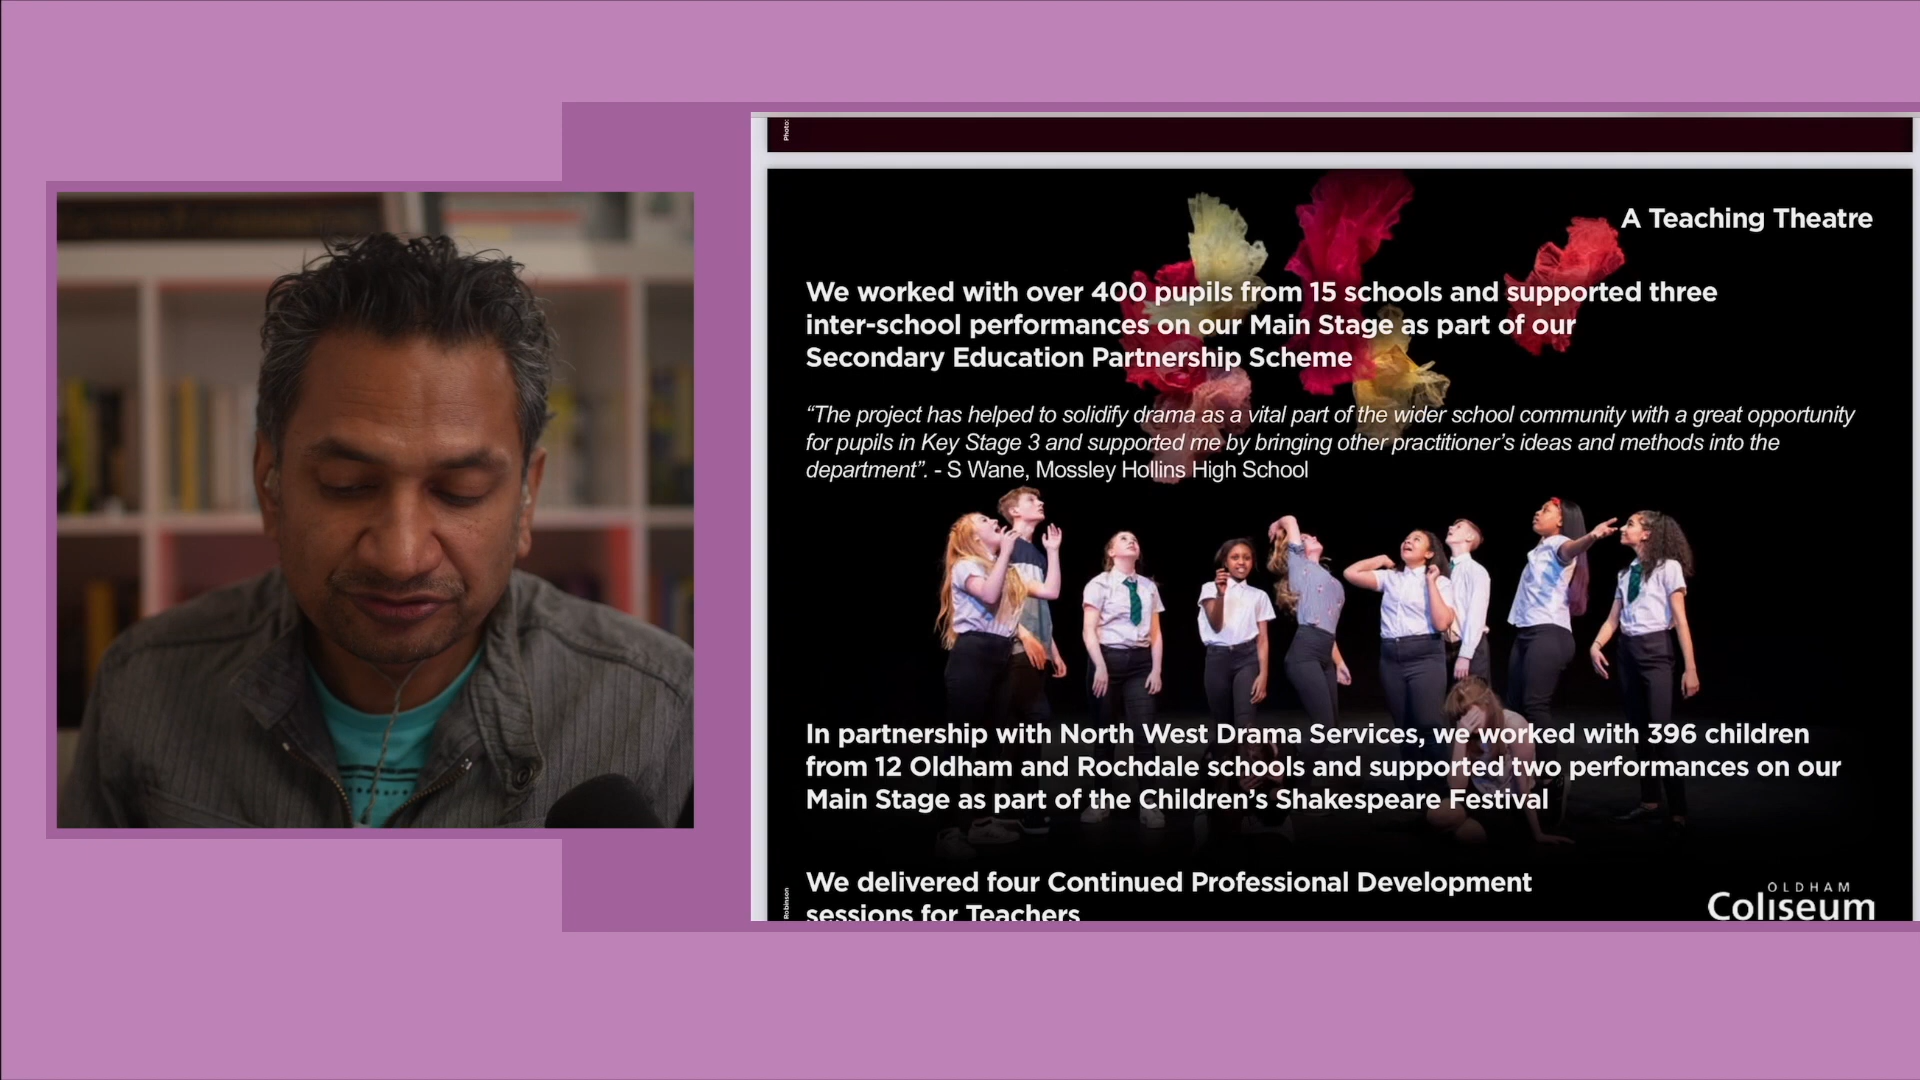 Photo:
A Teaching Theatre
We worked with over 400 pupils from 15 schools and supported three
inter-school performances on our Main Stage as part of our
Secondary Education Partnership Scheme
“The project has helped to solidify drama as a vital part of the wider school community with a great opportunity
for pupils in Key Stage 3 and supported me by bringing other practitioner’s ideas and methods into the
department”. - S Wane, Mossley Hollins High School
In partnership with North West Drama Services, we worked with 396 children
from 12 Oldham and Rochdale schools and supported two performances on our
Main Stage as part of the Children’s Shakespeare Festival
We delivered four Continued Professional Development
sessions for Teachers
Robinson
OLDHAM
Coliseum